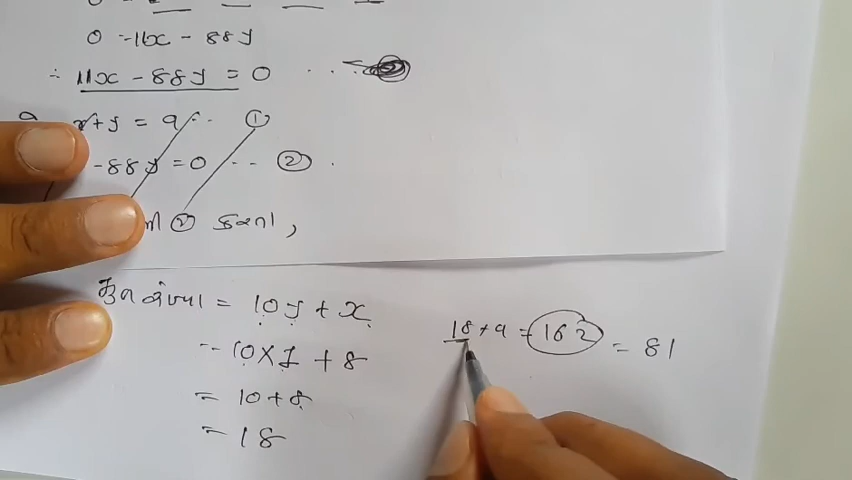 0 -11x - 88y
∴ 11x - 88y = 0 ...
x+y = 9 .. ①
-88y = 0 .. ② .
② કરતાં,
મૂળ સંખ્યા = 10y + x
= 10 × 1 + 8
= 10 + 8
= 18
18 × 9 = 162 = 81